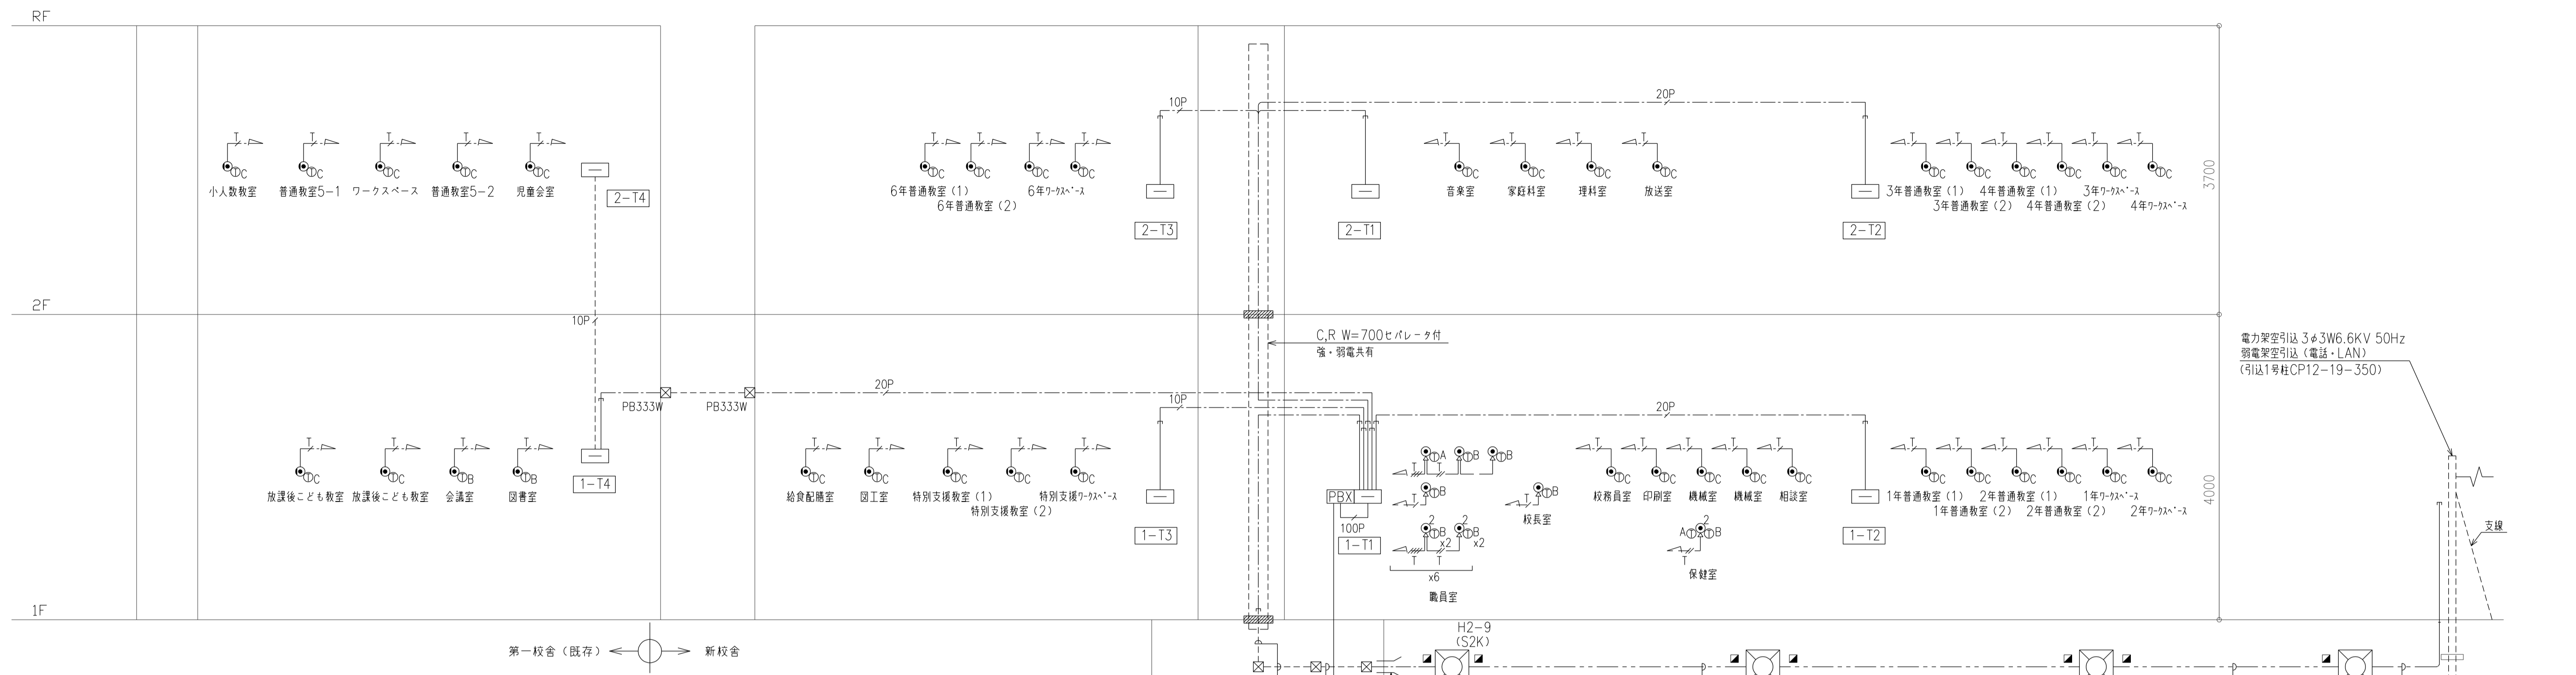 RF
10P
20P
T T T T T
C C C C C
小人数教室 普通教室5-1 ワークスペース 普通教室5-2 児童会室
2-T4
T T T T
C C C C
6年普通教室(1) 6年ワークスペース
6年普通教室(2)
2-T3
2-T1
T T T T
C C C C
音楽室 家庭科室 理科室 放送室
2-T2
T T T T T T
C C C C C C
3年普通教室(1) 4年普通教室(1) 3年ワークスペース
3年普通教室(2) 4年普通教室(2) 4年ワークスペース
3700
2F
10P
C,R W=700セパレータ付
強・弱電共有
電力架空引込 3φ3W6.6KV 50Hz
弱電架空引込(電話・LAN)
(引込1号柱CP12-19-350)
20P
PB333W PB333W
10P
20P
T T T T
C C B B
放課後こども教室 放課後こども教室 会議室 図書室
1-T4
T T T T T
C C C C C
給食配膳室 図工室 特別支援教室(1) 特別支援ワークスペース
特別支援教室(2)
1-T3
PBX
100P
1-T1
A B B
T T
B
T
2 2
B B
x2 x2
T T
x6
職員室
B
T
校長室
T T T T T
C C C C C
校務員室 印刷室 機械室 機械室 相談室
2
A B
T
保健室
1-T2
T T T T T T
C C C C C C
1年普通教室(1) 2年普通教室(1) 1年ワークスペース
1年普通教室(2) 2年普通教室(2) 2年ワークスペース
4000
支線
1F
第一校舎(既存) 新校舎
H2-9
(S2K)